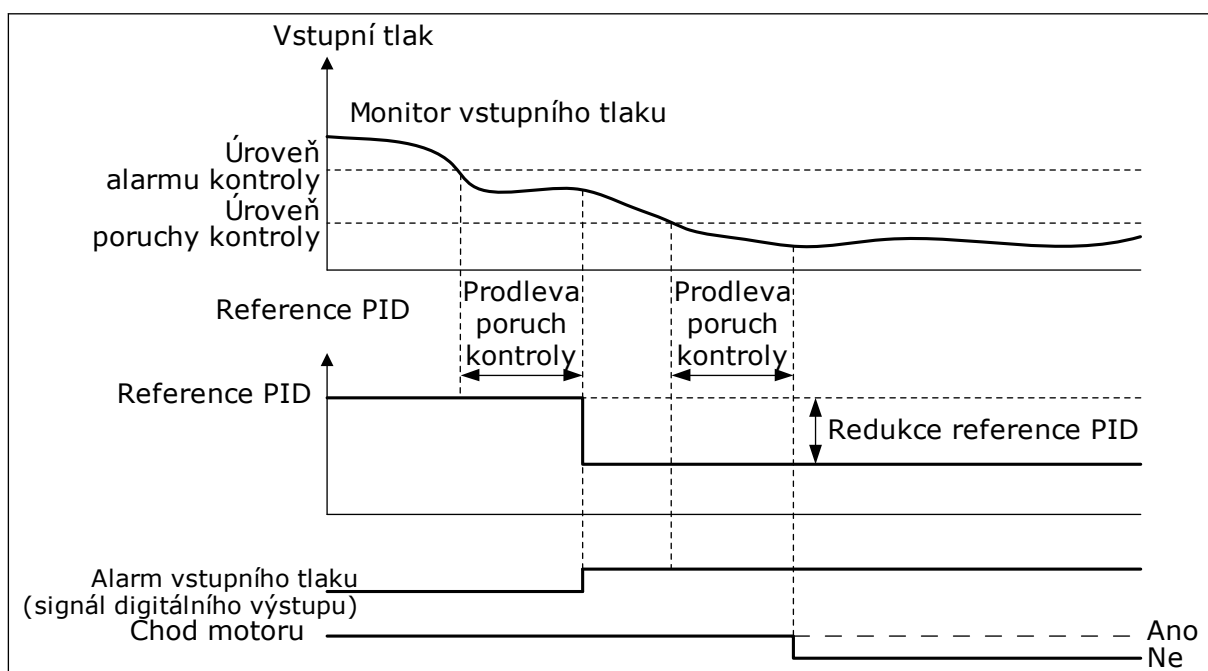 Vstupní tlak
Monitor vstupního tlaku
Úroveň
alarmu kontroly
Úroveň
poruchy kontroly
Reference PID
Prodleva
poruch
kontroly
Prodleva
poruch
kontroly
Reference PID
Redukce reference PID
Alarm vstupního tlaku
(signál digitálního výstupu)
Chod motoru
Ano
Ne